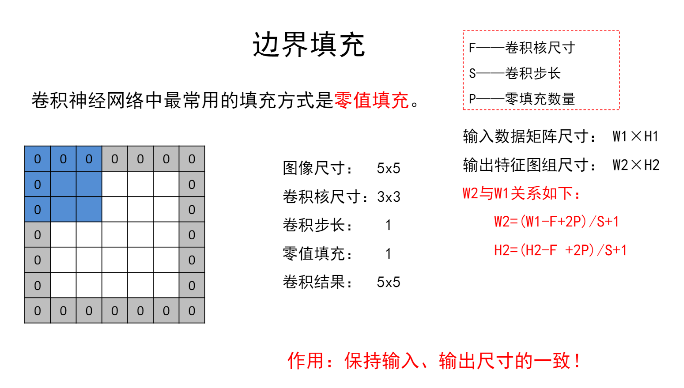 边界填充
F——卷积核尺寸
S——卷积步长
P——零填充数量
卷积神经网络中最常用的填充方式是零值填充。
0 0 0 0 0 0 0
0 0
0 0
0 0
0 0
0 0
0 0 0 0 0 0 0
图像尺寸： 5x5
卷积核尺寸：3x3
卷积步长： 1
零值填充： 1
卷积结果： 5x5
输入数据矩阵尺寸： W1×H1
输出特征图组尺寸： W2×H2
W2与W1关系如下：
W2=(W1-F+2P)/S+1
H2=(H2-F +2P)/S+1
作用：保持输入、输出尺寸的一致！